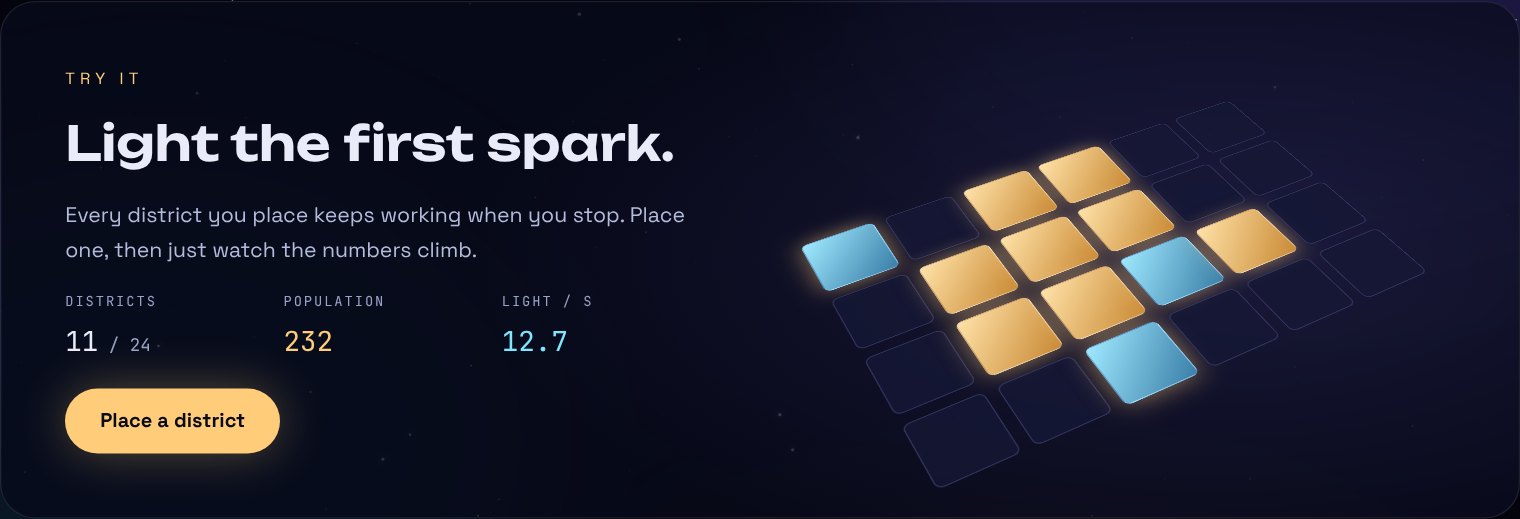 TRY IT
Light the first spark.
Every district you place keeps working when you stop. Place
one, then just watch the numbers climb.
DISTRICTS POPULATION LIGHT / S
11 / 24 232 12.7
Place a district